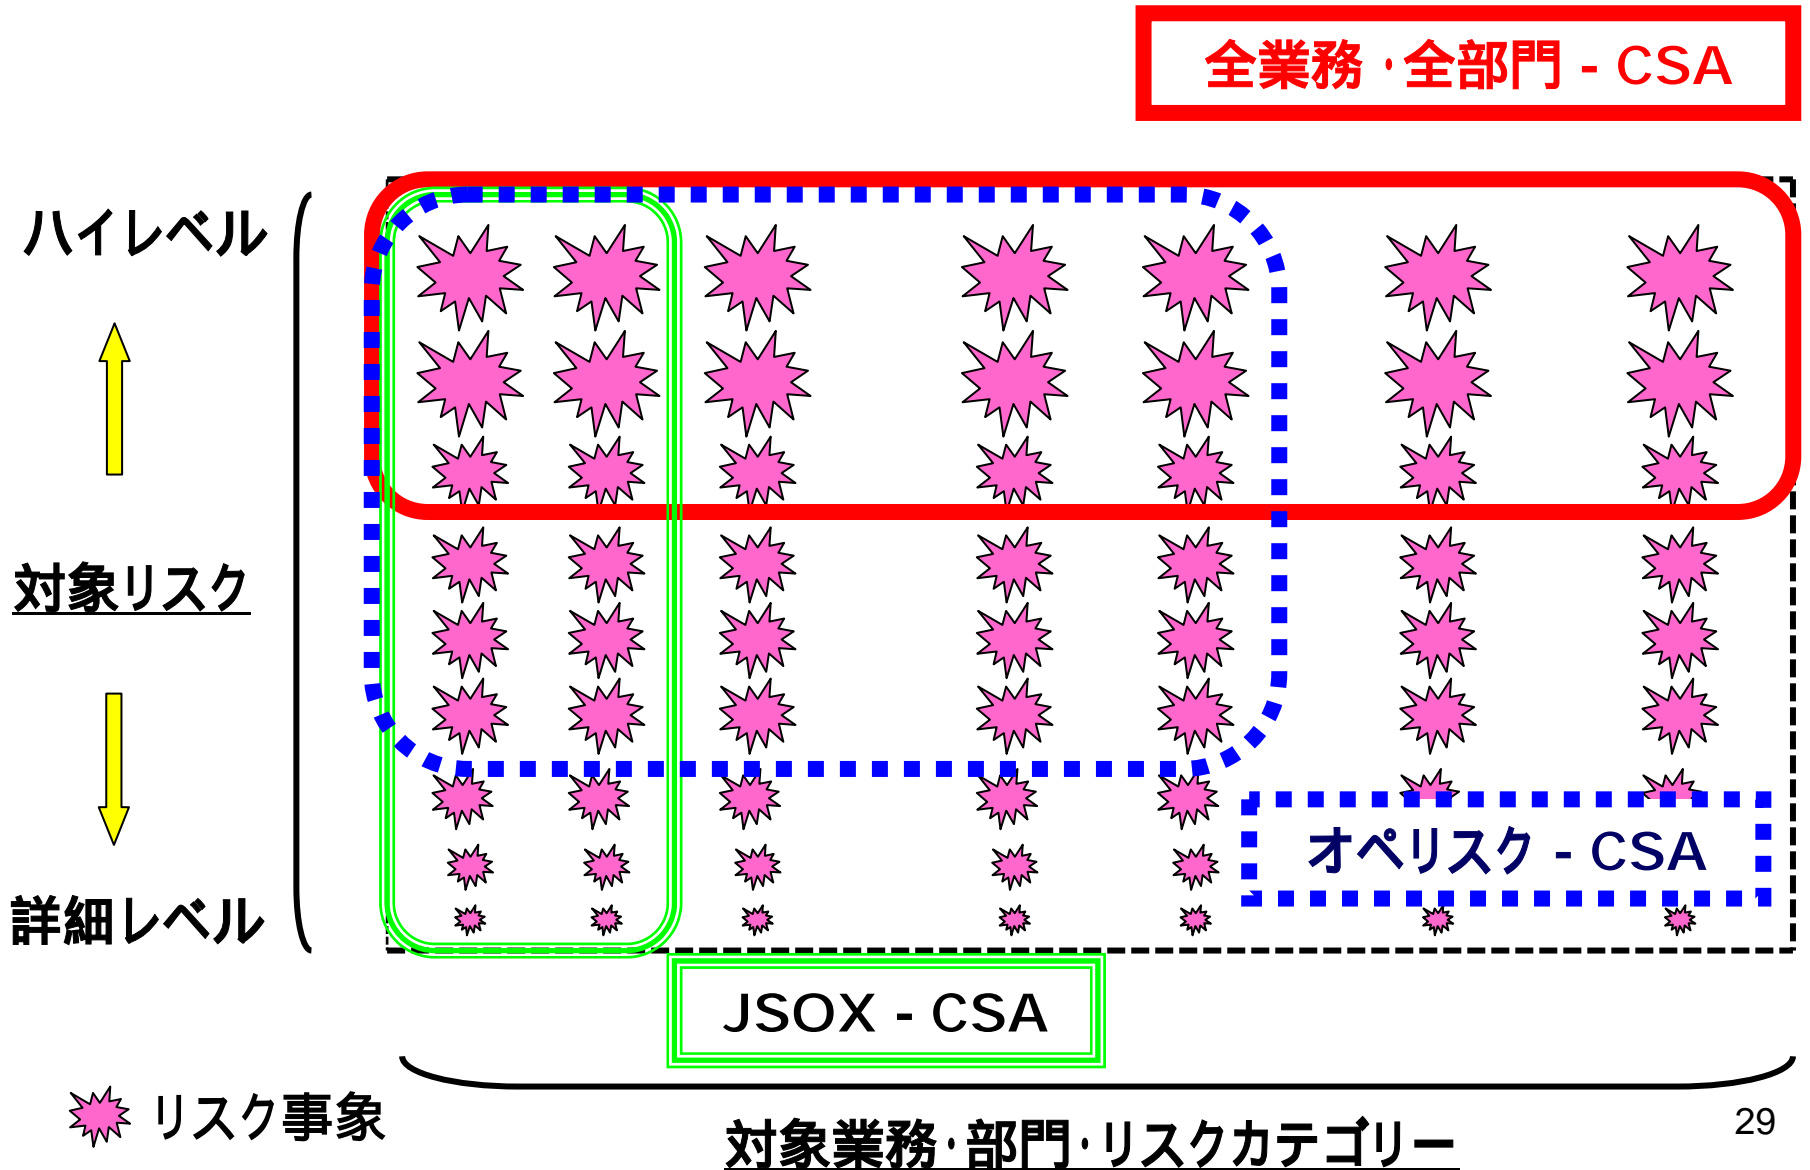 全業務・全部門 - CSA
ハイレベル
対象リスク
オペリスク - CSA
詳細レベル
JSOX - CSA
リスク事象
対象業務・部門・リスクカテゴリー
29